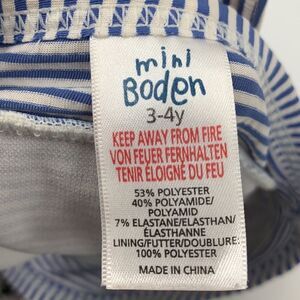 mini
Boden
3-4y
KEEP AWAY FROM FIRE
VON FEUER FERNHALTEN
TENIR ÉLOIGNÉ DU FEU
53% POLYESTER
40% POLYAMIDE/
POLYAMID
7% ELASTANE/ELASTHAN/
ÉLASTHANNE
LINING/FUTTER/DOUBLURE:
100% POLYESTER
MADE IN CHINA